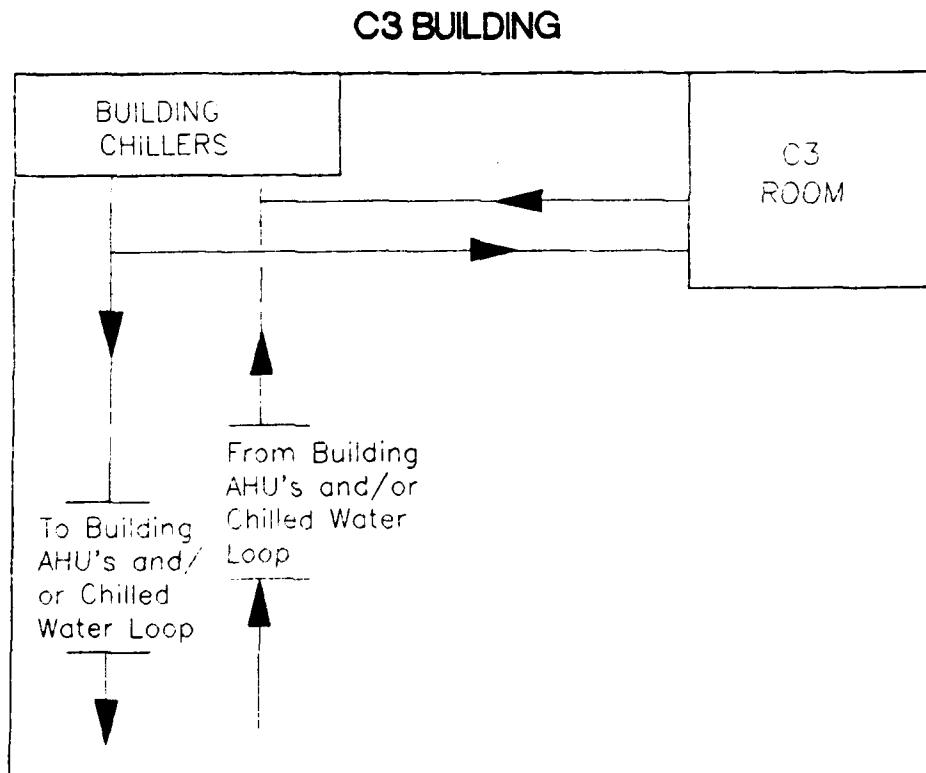 C3 BUILDING
BUILDING
CHILLERS
C3
ROOM
From Building
AHU's and/or
Chilled Water
Loop
To Building
AHU's and/
or Chilled
Water Loop